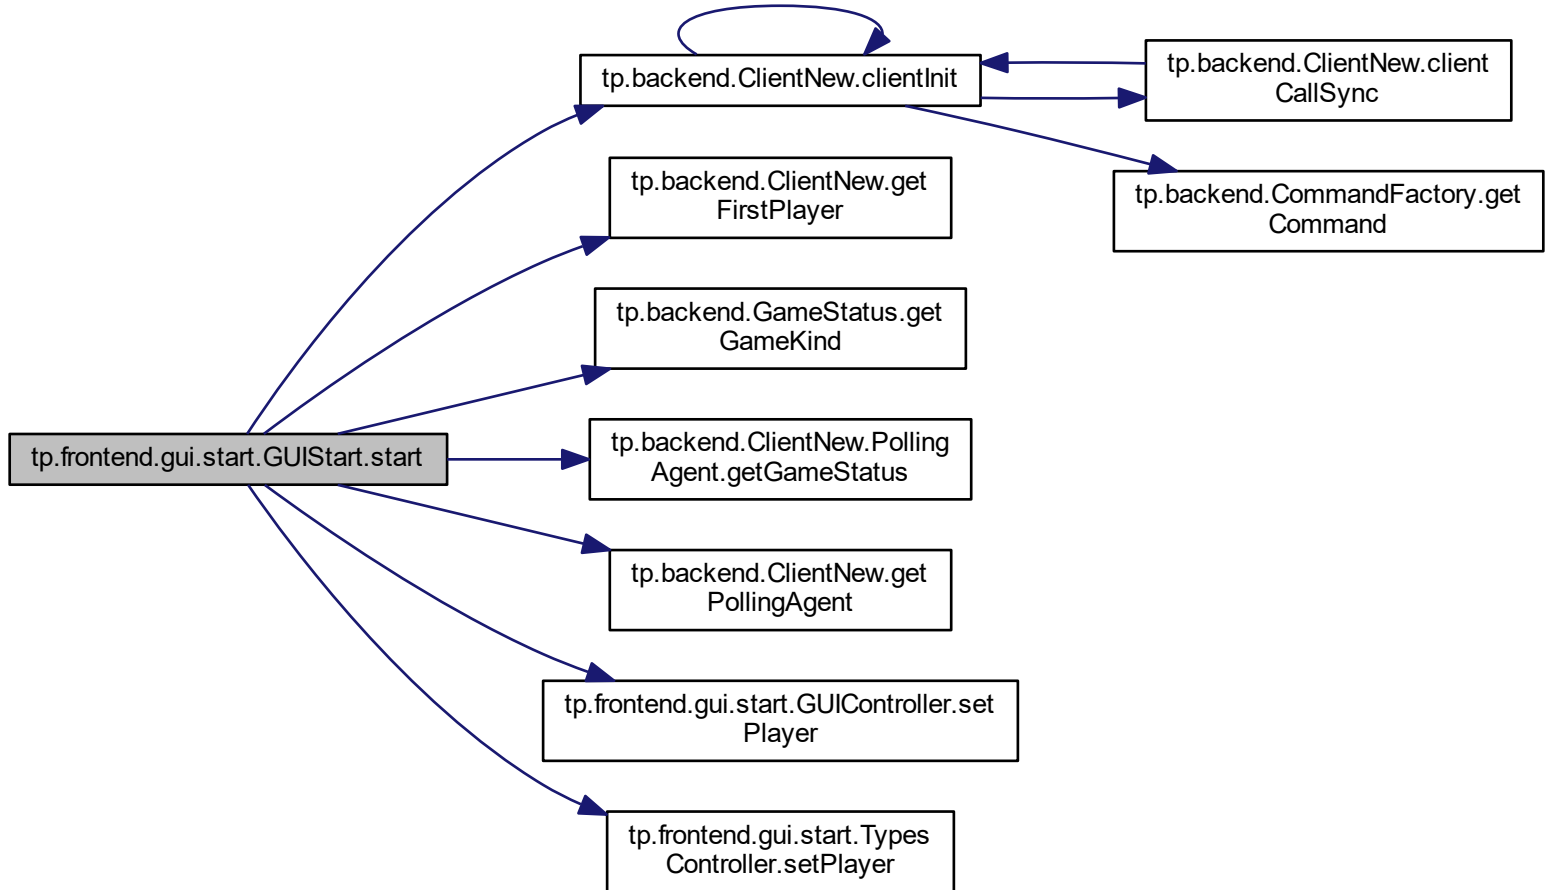 tp.backend.ClientNew.clientInit
tp.backend.ClientNew.client
CallSync
tp.backend.ClientNew.get
FirstPlayer
tp.backend.CommandFactory.get
Command
tp.backend.GameStatus.get
GameKind
tp.frontend.gui.start.GUIStart.start
tp.backend.ClientNew.Polling
Agent.getGameStatus
tp.backend.ClientNew.get
PollingAgent
tp.frontend.gui.start.GUIController.set
Player
tp.frontend.gui.start.Types
Controller.setPlayer